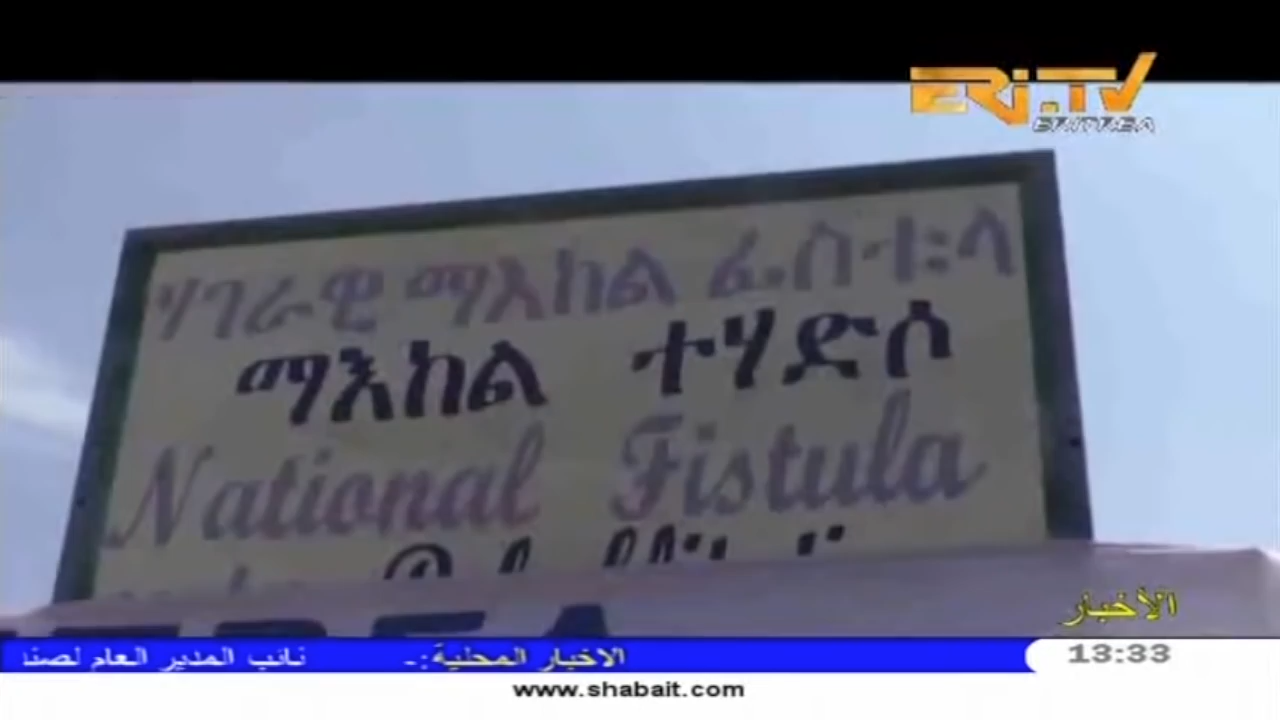 ERi.TV
ERITREA
ሃገራዊ ማእከል ፊስቱላ
ማእከል ተሃድሶ
National Fistula
الأخبار
الاخبار المحلية:- نائب المدير العام لصند
13:33
www.shabait.com